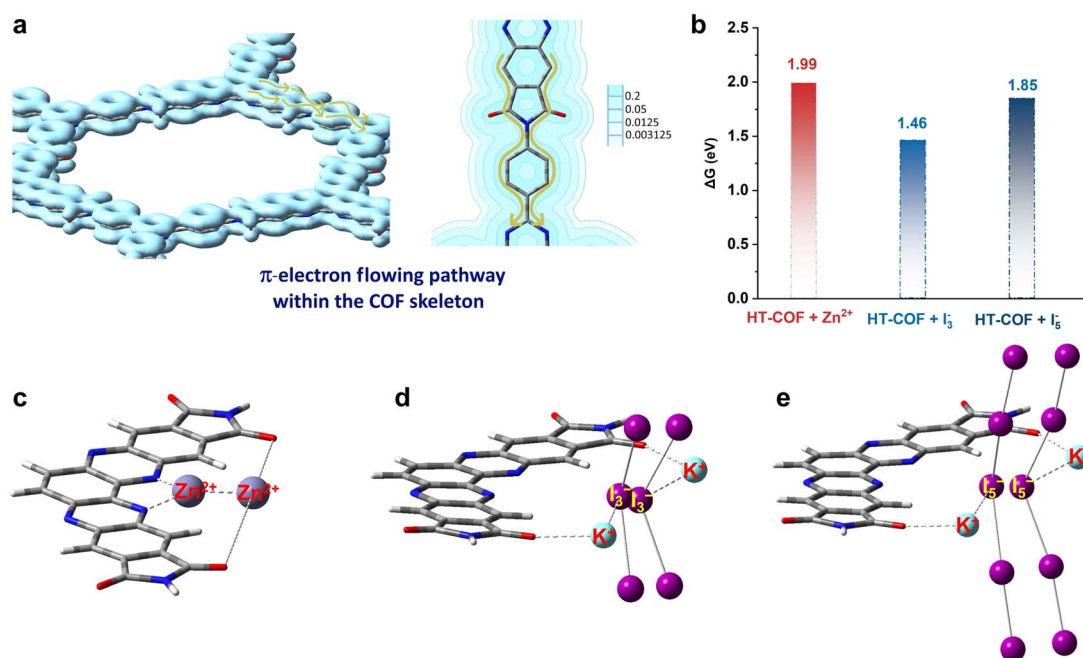 a
0.2
0.05
0.0125
0.003125
π-electron flowing pathway
within the COF skeleton
b
ΔG (eV)
2.5
2.0
1.5
1.0
0.5
0.0
1.99
1.46
1.85
HT-COF + Zn²⁺
HT-COF + I₃⁻
HT-COF + I₅⁻
c
Zn²⁺
Zn²⁺
d
K⁺
I₃⁻
I₃⁻
K⁺
e
K⁺
I₅⁻
I₅⁻
K⁺